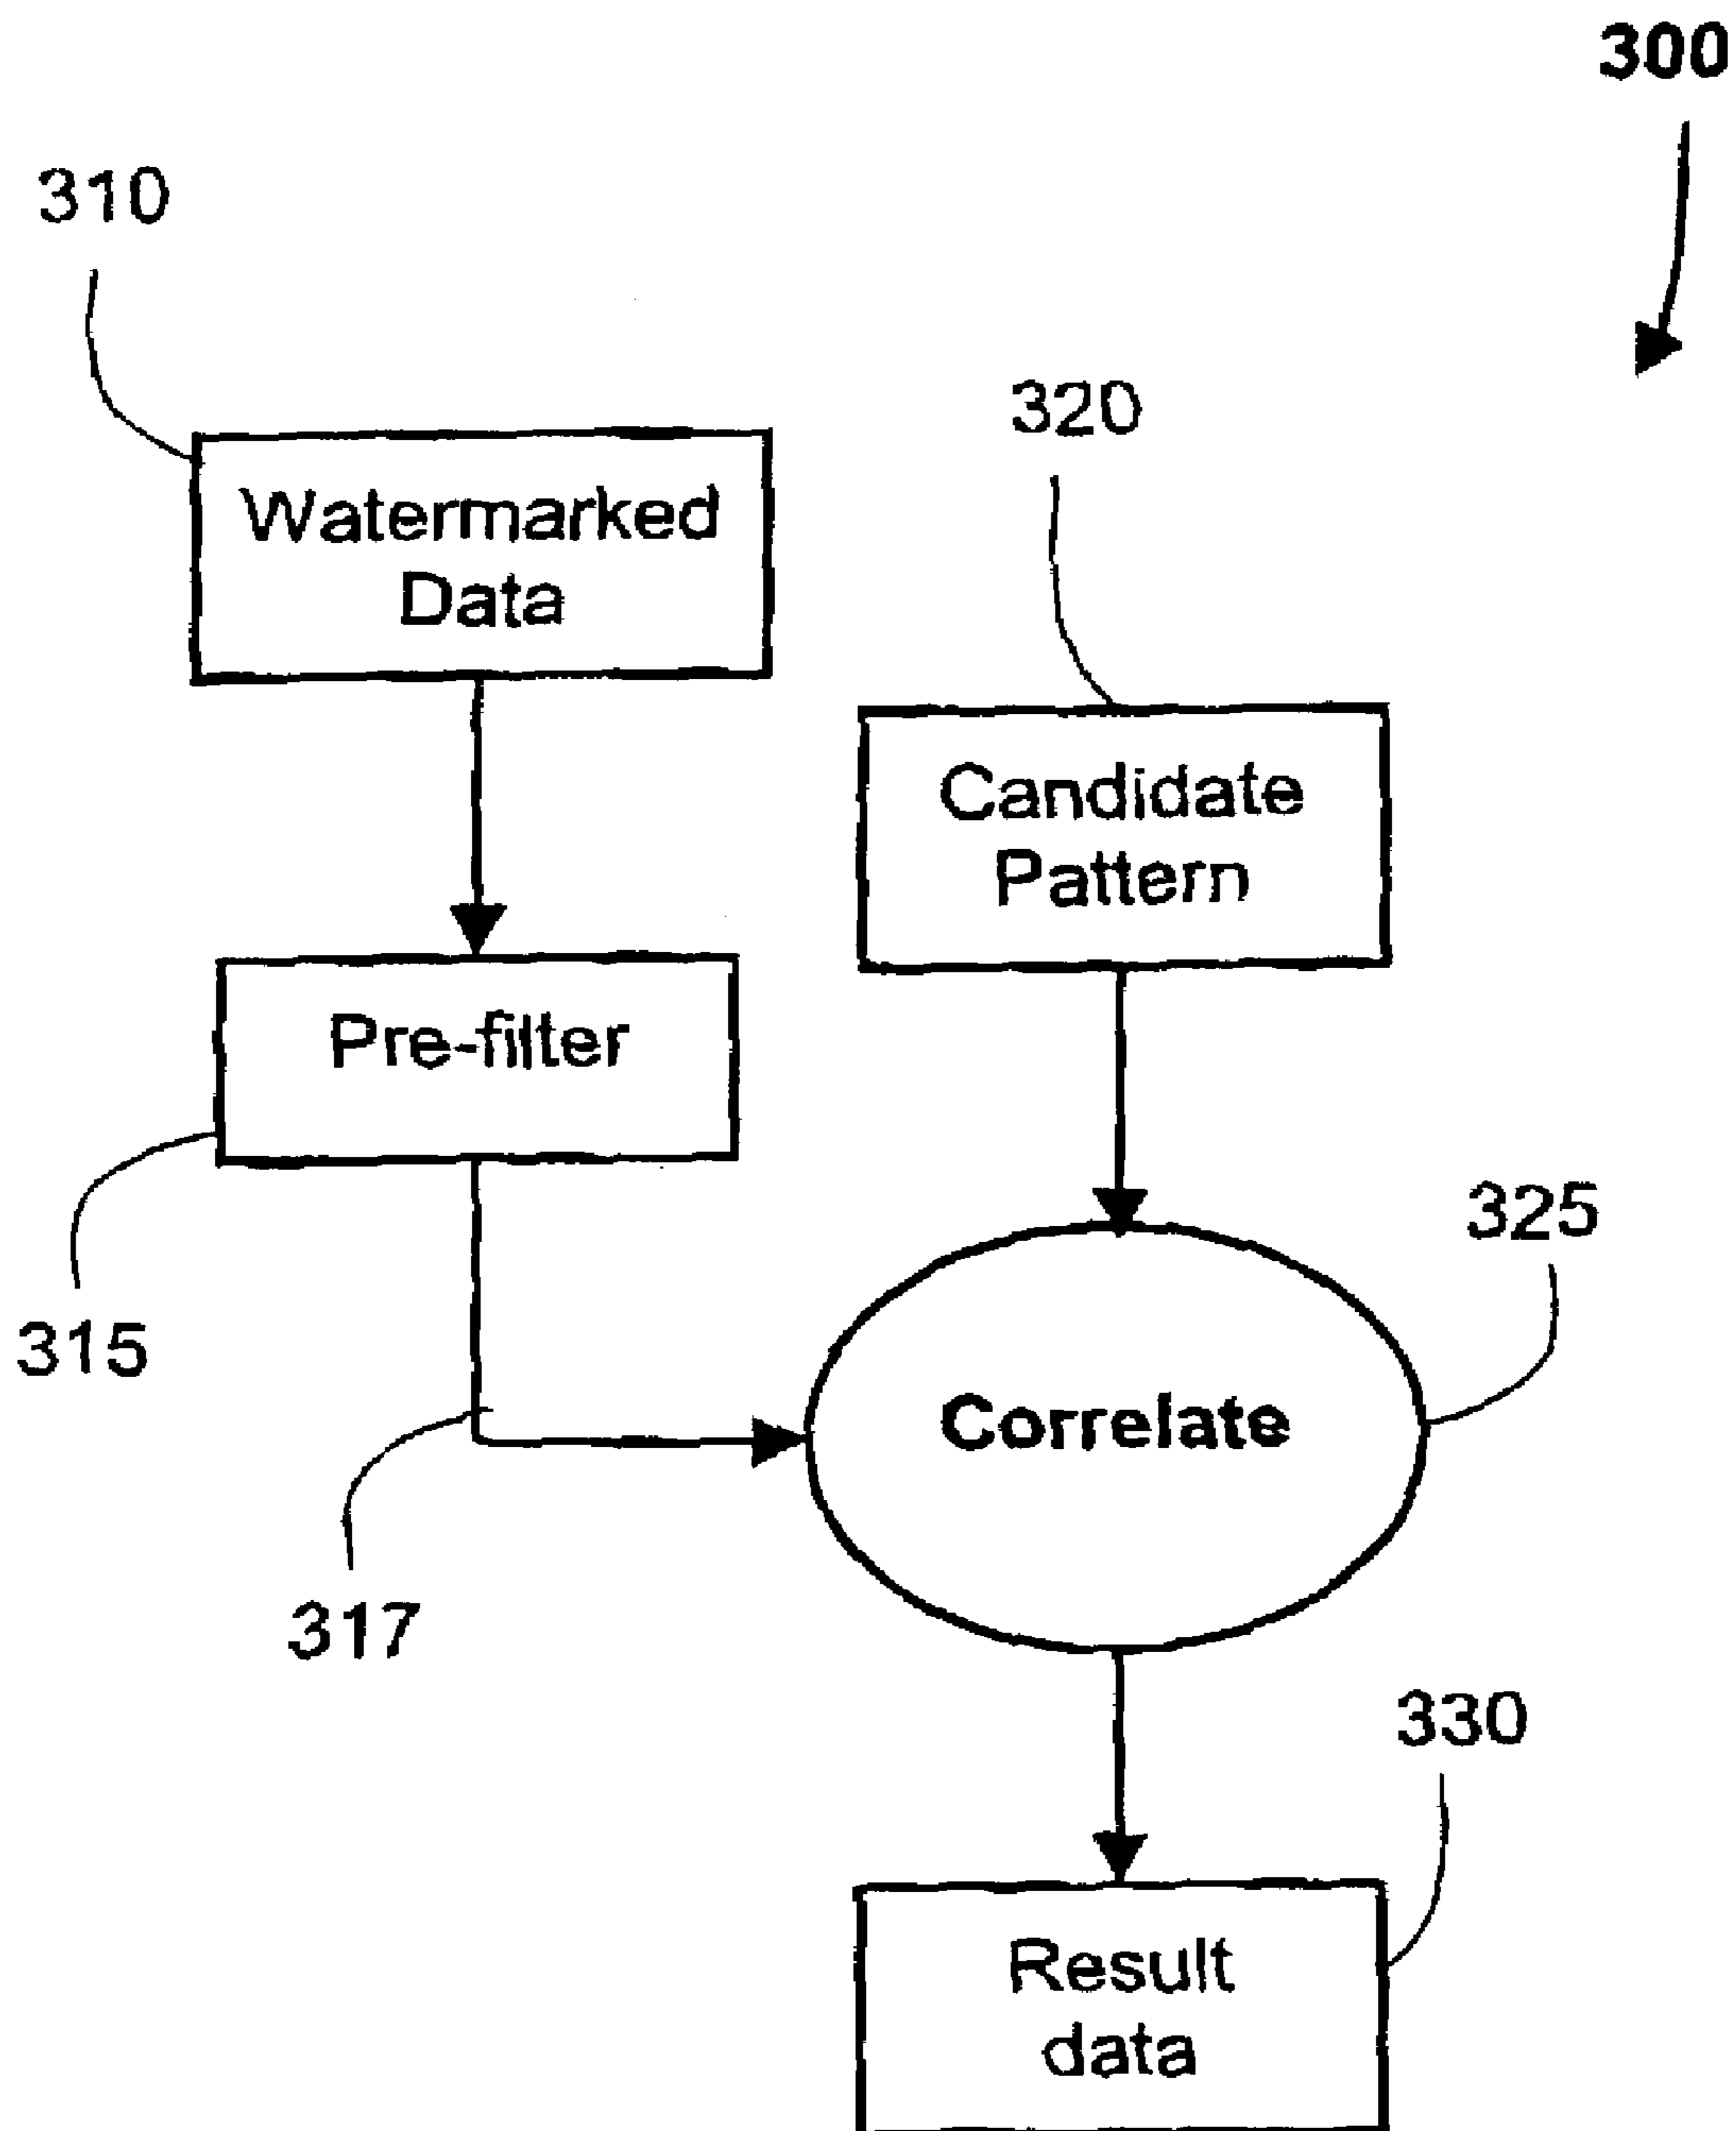 300
310
320
Watermarked
Data
Candidate
Pattern
Pre-filter
325
315
Correlate
317
330
Result
data